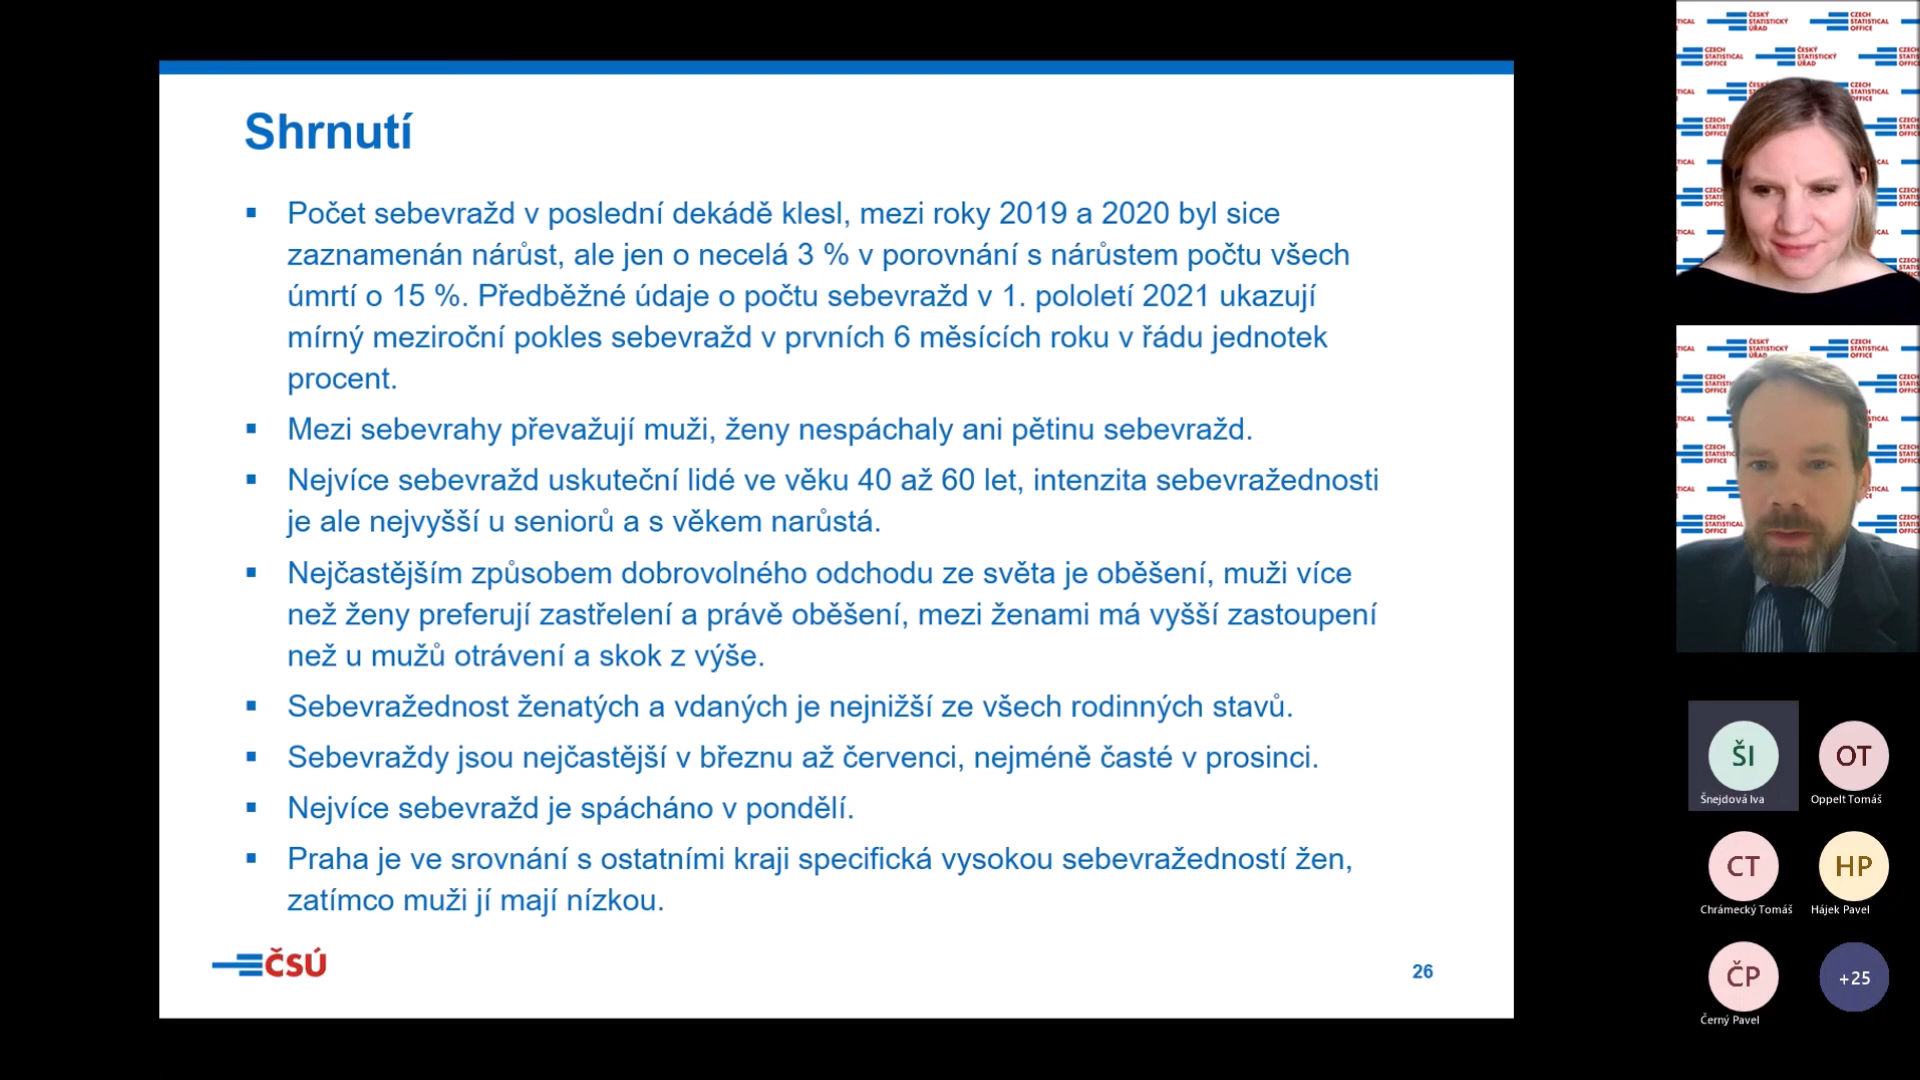 Shrnutí
Počet sebevražd v poslední dekádě klesl, mezi roky 2019 a 2020 byl sice
zaznamenán nárůst, ale jen o necelá 3 % v porovnání s nárůstem počtu všech
úmrtí o 15 %. Předběžné údaje o počtu sebevražd v 1. pololetí 2021 ukazují
mírný meziroční pokles sebevražd v prvních 6 měsících roku v řádu jednotek
procent.
Mezi sebevrahy převažují muži, ženy nespáchaly ani pětinu sebevražd.
Nejvíce sebevražd uskuteční lidé ve věku 40 až 60 let, intenzita sebevražednosti
je ale nejvyšší u seniorů a s věkem narůstá.
Nejčastějším způsobem dobrovolného odchodu ze světa je oběšení, muži více
než ženy preferují zastřelení a právě oběšení, mezi ženami má vyšší zastoupení
než u mužů otrávení a skok z výše.
Sebevražednost ženatých a vdaných je nejnižší ze všech rodinných stavů.
Sebevraždy jsou nejčastější v březnu až červenci, nejméně časté v prosinci.
Nejvíce sebevražd je spácháno v pondělí.
Praha je ve srovnání s ostatními kraji specifická vysokou sebevražedností žen,
zatímco muži jí mají nízkou.
ČSÚ
26
ČESKÝ
STATISTICKÝ
ÚŘAD
CZECH
STATISTICAL
OFFICE
ŠI
Šnejdová Iva
OT
Oppelt Tomáš
CT
Chrámecký Tomáš
HP
Hájek Pavel
ČP
Černý Pavel
+25